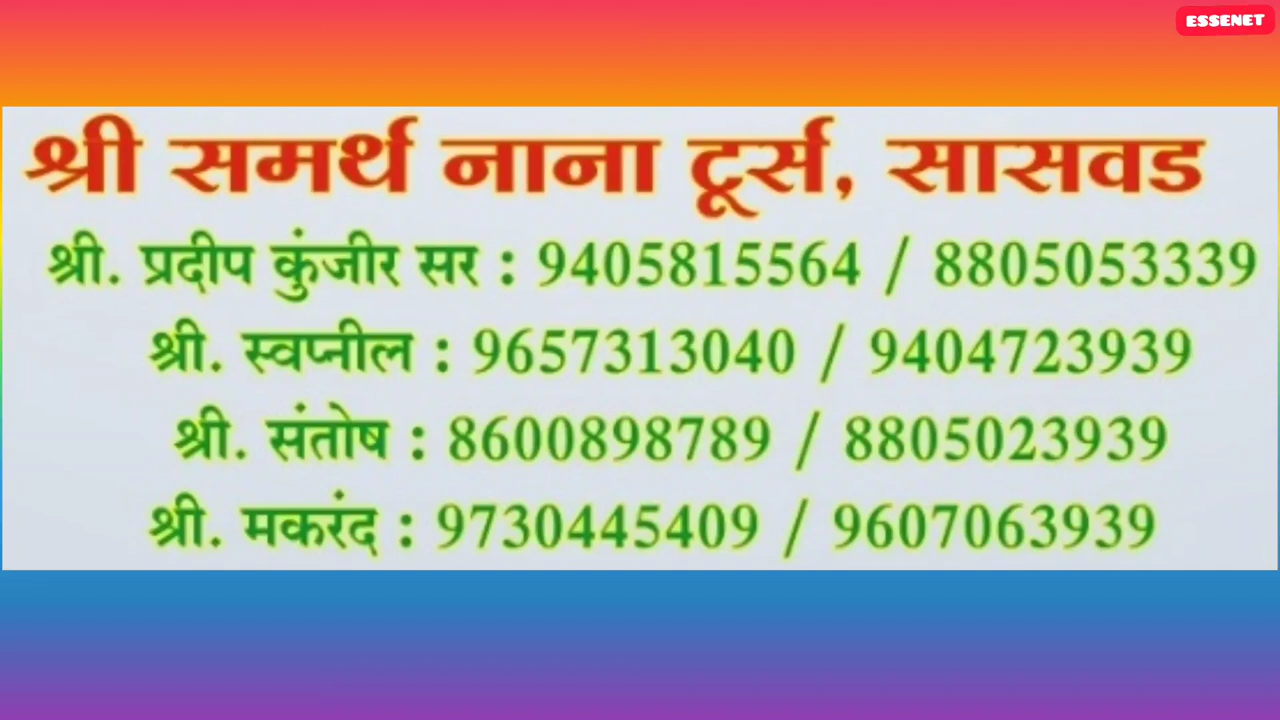 ESSENET
श्री समर्थ नाना टूर्स, सासवड
श्री. प्रदीप कुंजीर सर : 9405815564 / 8805053339
श्री. स्वप्नील : 9657313040 / 9404723939
श्री. संतोष : 8600898789 / 8805023939
श्री. मकरंद : 9730445409 / 9607063939